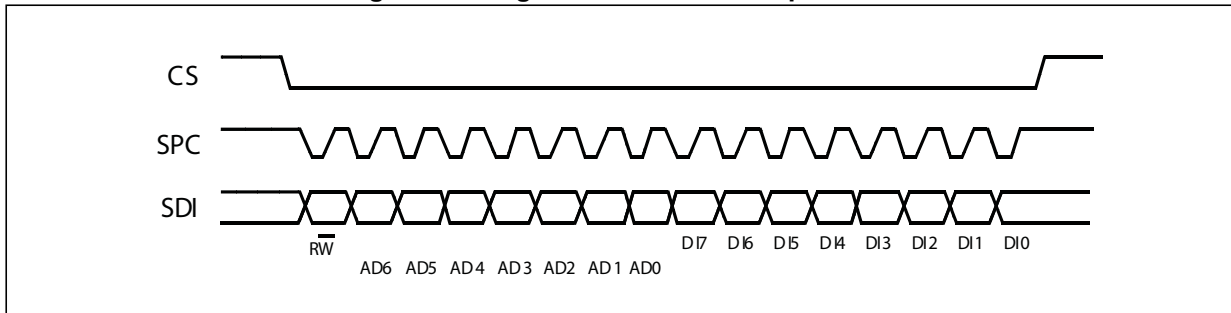 CS
SPC
SDI
RW
DI7 DI6 DI5 DI4 DI3 DI2 DI1 DI0
AD6 AD5 AD4 AD3 AD2 AD1 AD0